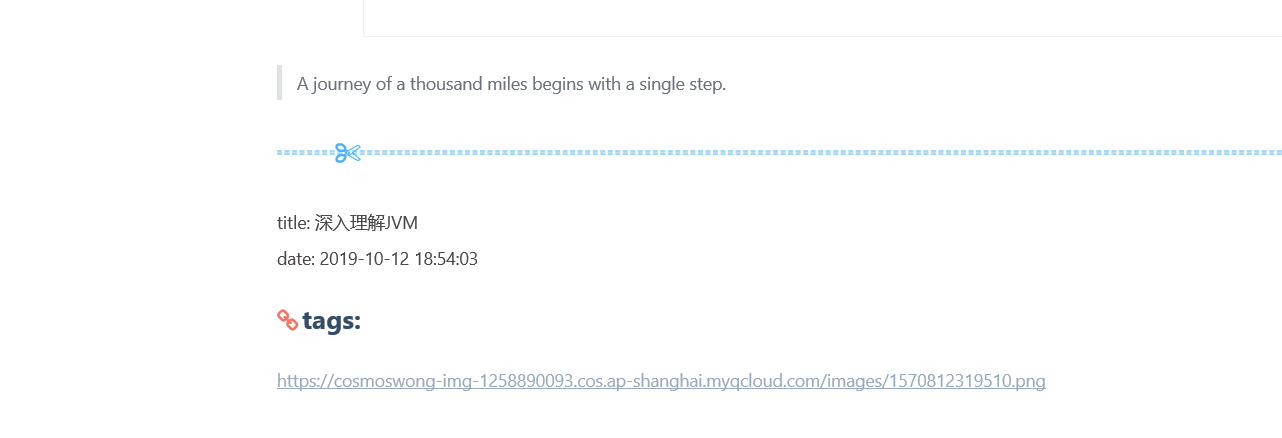 A journey of a thousand miles begins with a single step.
title: 深入理解JVM
date: 2019-10-12 18:54:03
tags:
https://cosmoswong-img-1258890093.cos.ap-shanghai.myqcloud.com/images/1570812319510.png